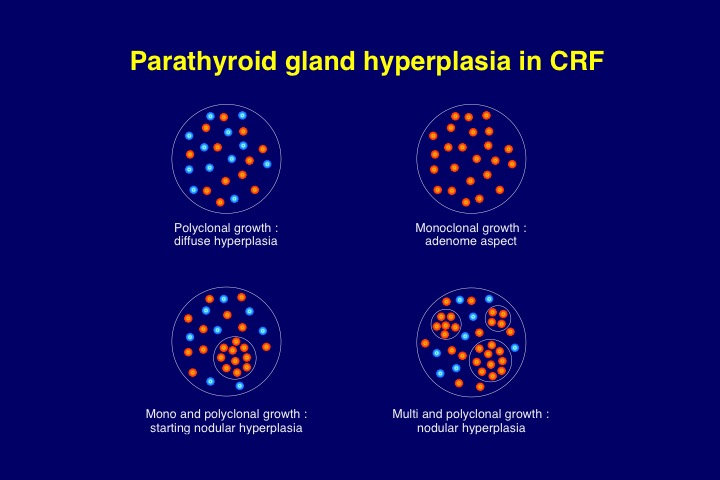 Parathyroid gland hyperplasia in CRF
Polyclonal growth :
diffuse hyperplasia
Monoclonal growth :
adenome aspect
Mono and polyclonal growth :
starting nodular hyperplasia
Multi and polyclonal growth :
nodular hyperplasia